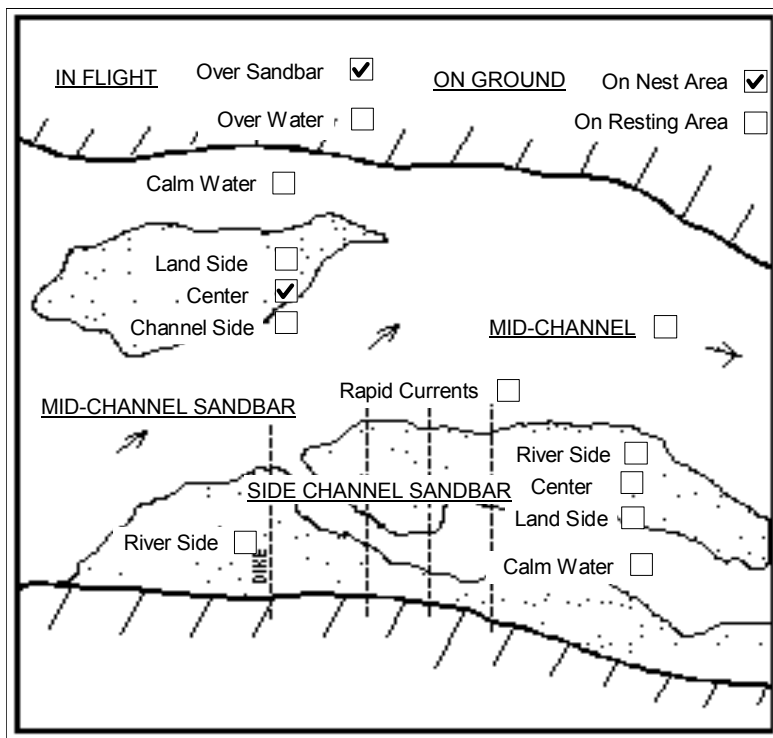 IN FLIGHT
Over Sandbar
ON GROUND
On Nest Area
Over Water
On Resting Area
Calm Water
Land Side
Center
Channel Side
MID-CHANNEL
Rapid Currents
MID-CHANNEL SANDBAR
River Side
SIDE CHANNEL SANDBAR
Center
Land Side
River Side
DIKE
Calm Water